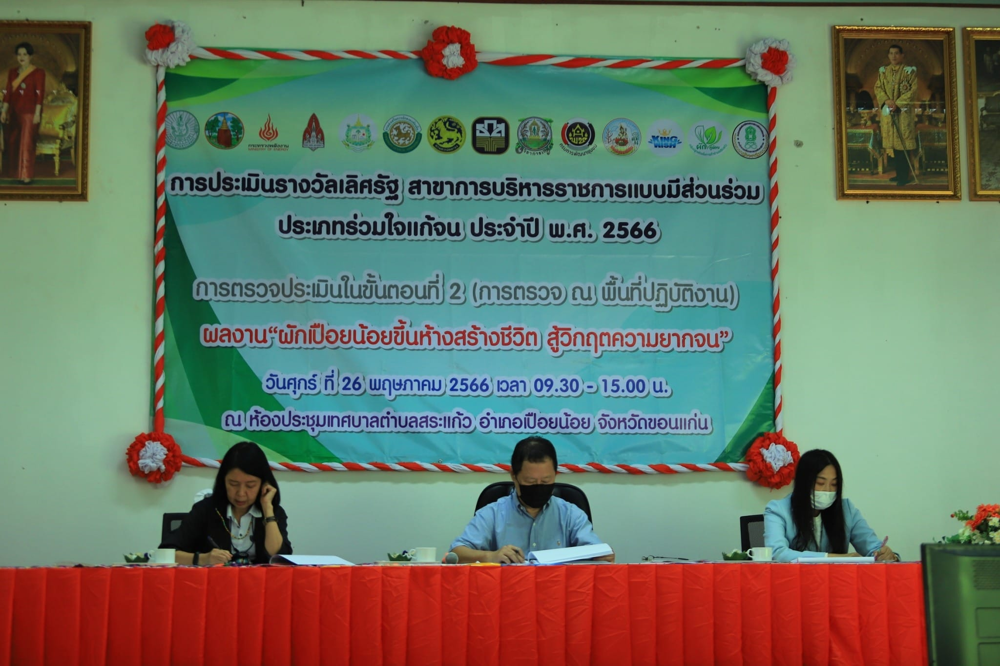 กระทรวงพลังงาน
MINISTRY OF ENERGY
ธกส
กรมการพัฒนาชุมชน
KING FISH
ผัก
การประเมินรางวัลเลิศรัฐ สาขาการบริหารราชการแบบมีส่วนร่วม
ประเภทร่วมใจแก้จน ประจำปี พ.ศ. 2566
การตรวจประเมินในขั้นตอนที่ 2 (การตรวจ ณ พื้นที่ปฏิบัติงาน)
ผลงาน“ผักเปือยน้อยขึ้นห้างสร้างชีวิต สู้วิกฤตความยากจน”
วันศุกร์ ที่ 26 พฤษภาคม 2566 เวลา 09.30 - 15.00 น.
ณ ห้องประชุมเทศบาลตำบลสระแก้ว อำเภอเปือยน้อย จังหวัดขอนแก่น